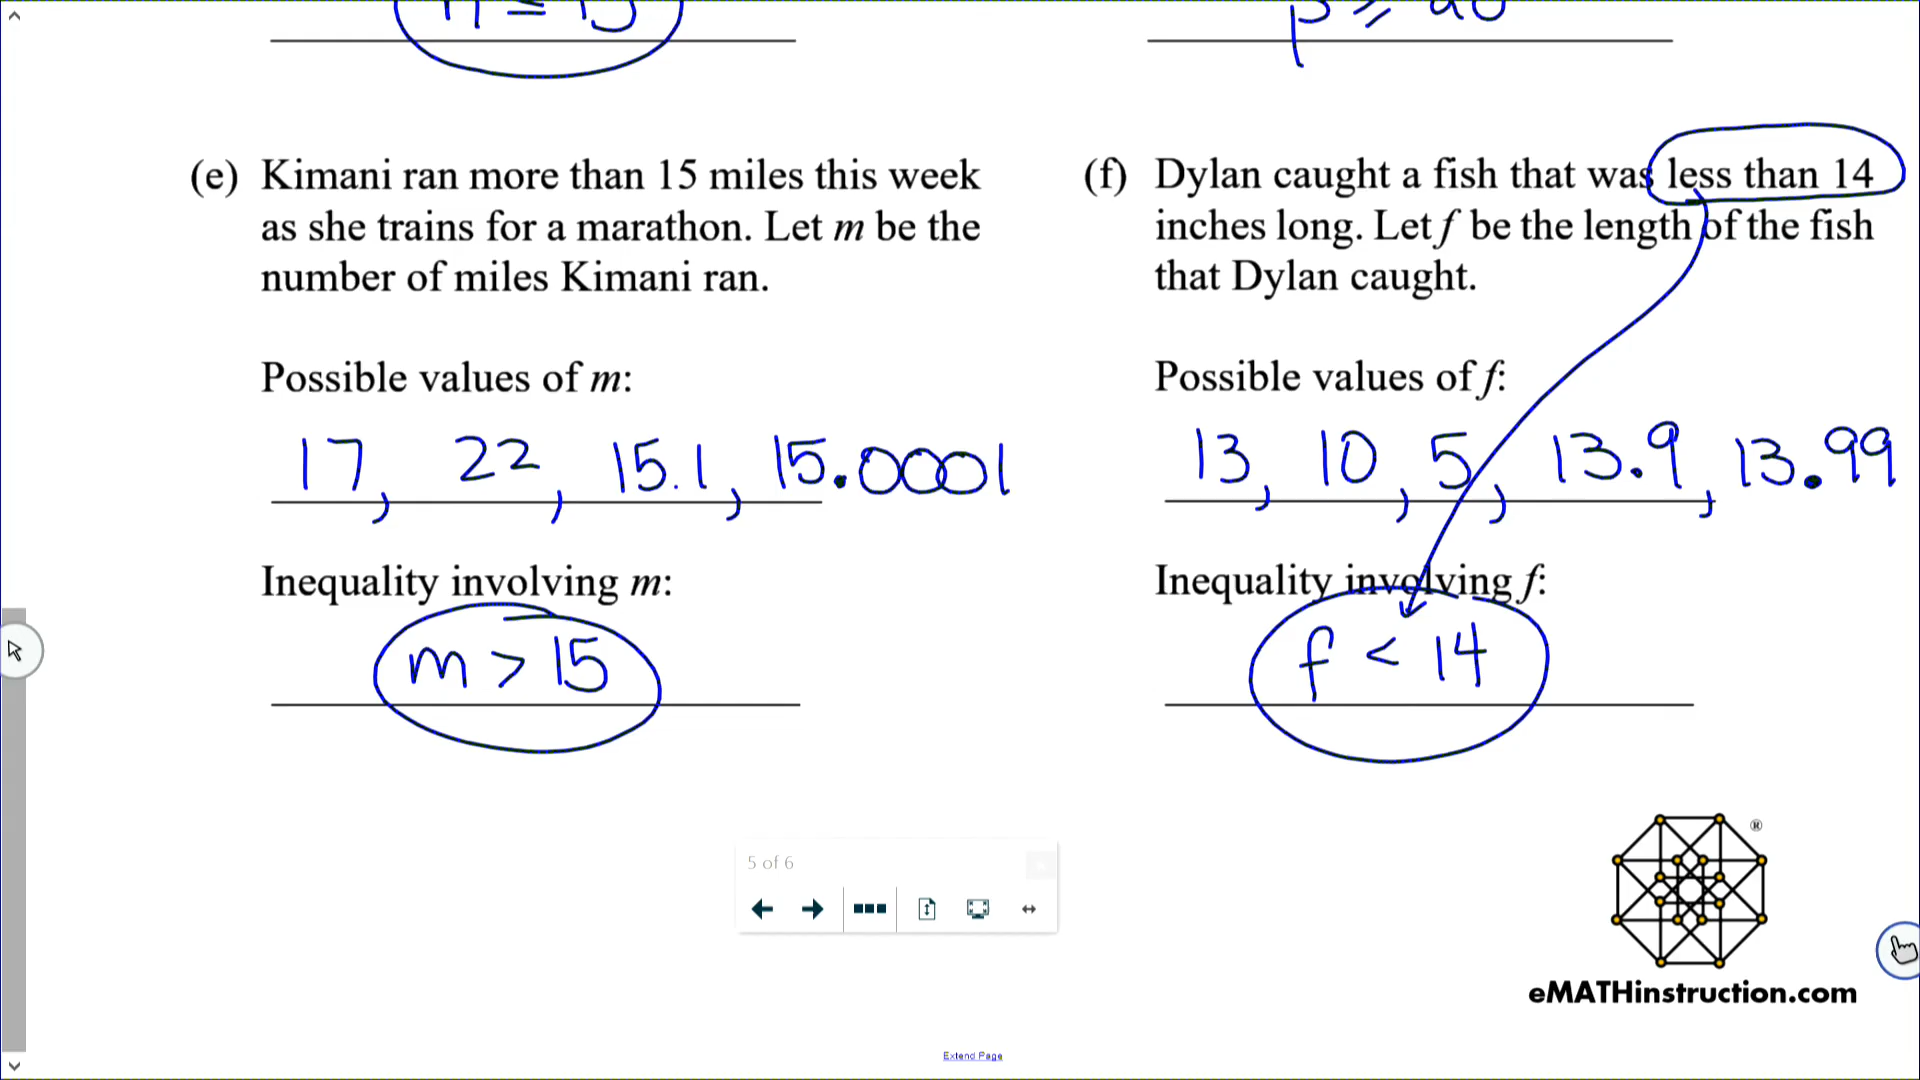 (e) Kimani ran more than 15 miles this week
as she trains for a marathon. Let m be the
number of miles Kimani ran.
Possible values of m:
17, 22, 15.1, 15.0001
Inequality involving m:
m > 15
(f) Dylan caught a fish that was less than 14
inches long. Let f be the length of the fish
that Dylan caught.
Possible values of f:
13, 10, 5, 13.9, 13.99
Inequality involving f:
f < 14
5 of 6
®
eMATHinstruction.com
Extend Page